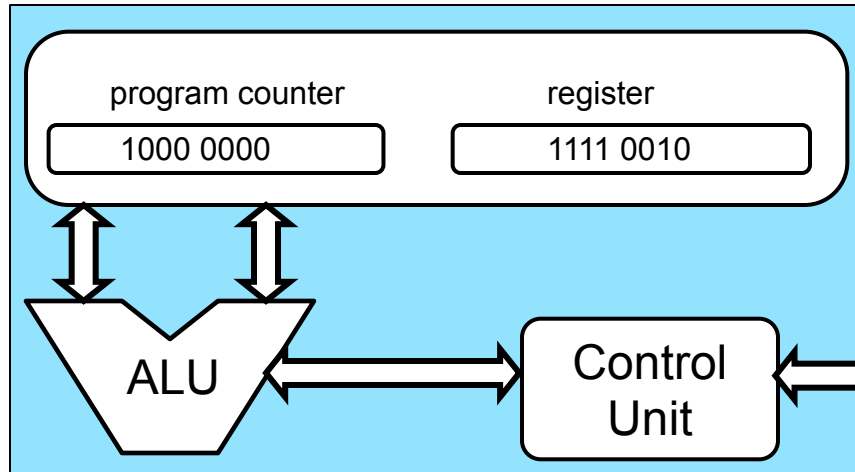 program counter
register
1000 0000
1111 0010
ALU
Control
Unit